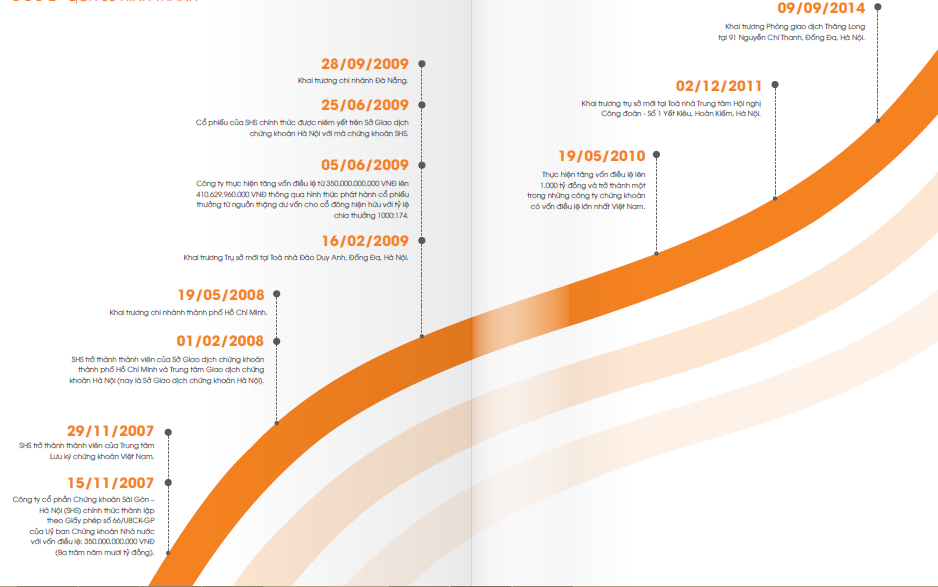 09/09/2014
Khai trương Phòng giao dịch Thăng Long
tại 91 Nguyễn Chí Thanh, Đống Đa, Hà Nội.
28/09/2009
Khai trương chi nhánh Đà Nẵng.
02/12/2011
Khai trương trụ sở mới tại Toà nhà Trung tâm Hội nghị
Công đoàn - Số 1 Yết Kiêu, Hoàn Kiếm, Hà Nội.
25/06/2009
Cổ phiếu của SHS chính thức được niêm yết trên Sở Giao dịch
chứng khoán Hà Nội với mã chứng khoán SHS.
19/05/2010
Thực hiện tăng vốn điều lệ lên
1.000 tỷ đồng và trở thành một
trong những công ty chứng khoán
có vốn điều lệ lớn nhất Việt Nam.
05/06/2009
Công ty thực hiện tăng vốn điều lệ từ 350.000.000.000 VNĐ lên
410.629.960.000 VNĐ thông qua hình thức phát hành cổ phiếu
thưởng từ nguồn thặng dư vốn cho cổ đông hiện hữu với tỷ lệ
chia thưởng 1000:174.
16/02/2009
Khai trương Trụ sở mới tại Toà nhà Đào Duy Anh, Đống Đa, Hà Nội.
19/05/2008
Khai trương chi nhánh thành phố Hồ Chí Minh.
01/02/2008
SHS trở thành thành viên của Sở Giao dịch chứng khoán
thành phố Hồ Chí Minh và Trung tâm Giao dịch chứng
khoán Hà Nội (nay là Sở Giao dịch chứng khoán Hà Nội).
29/11/2007
SHS trở thành thành viên của Trung tâm
Lưu ký chứng khoán Việt Nam.
15/11/2007
Công ty cổ phần Chứng khoán Sài Gòn –
Hà Nội (SHS) chính thức thành lập
theo Giấy phép số 66/UBCK-GP
của Uỷ ban Chứng khoán Nhà nước
với vốn điều lệ: 350.000.000.000 VNĐ
(Ba trăm năm mươi tỷ đồng).